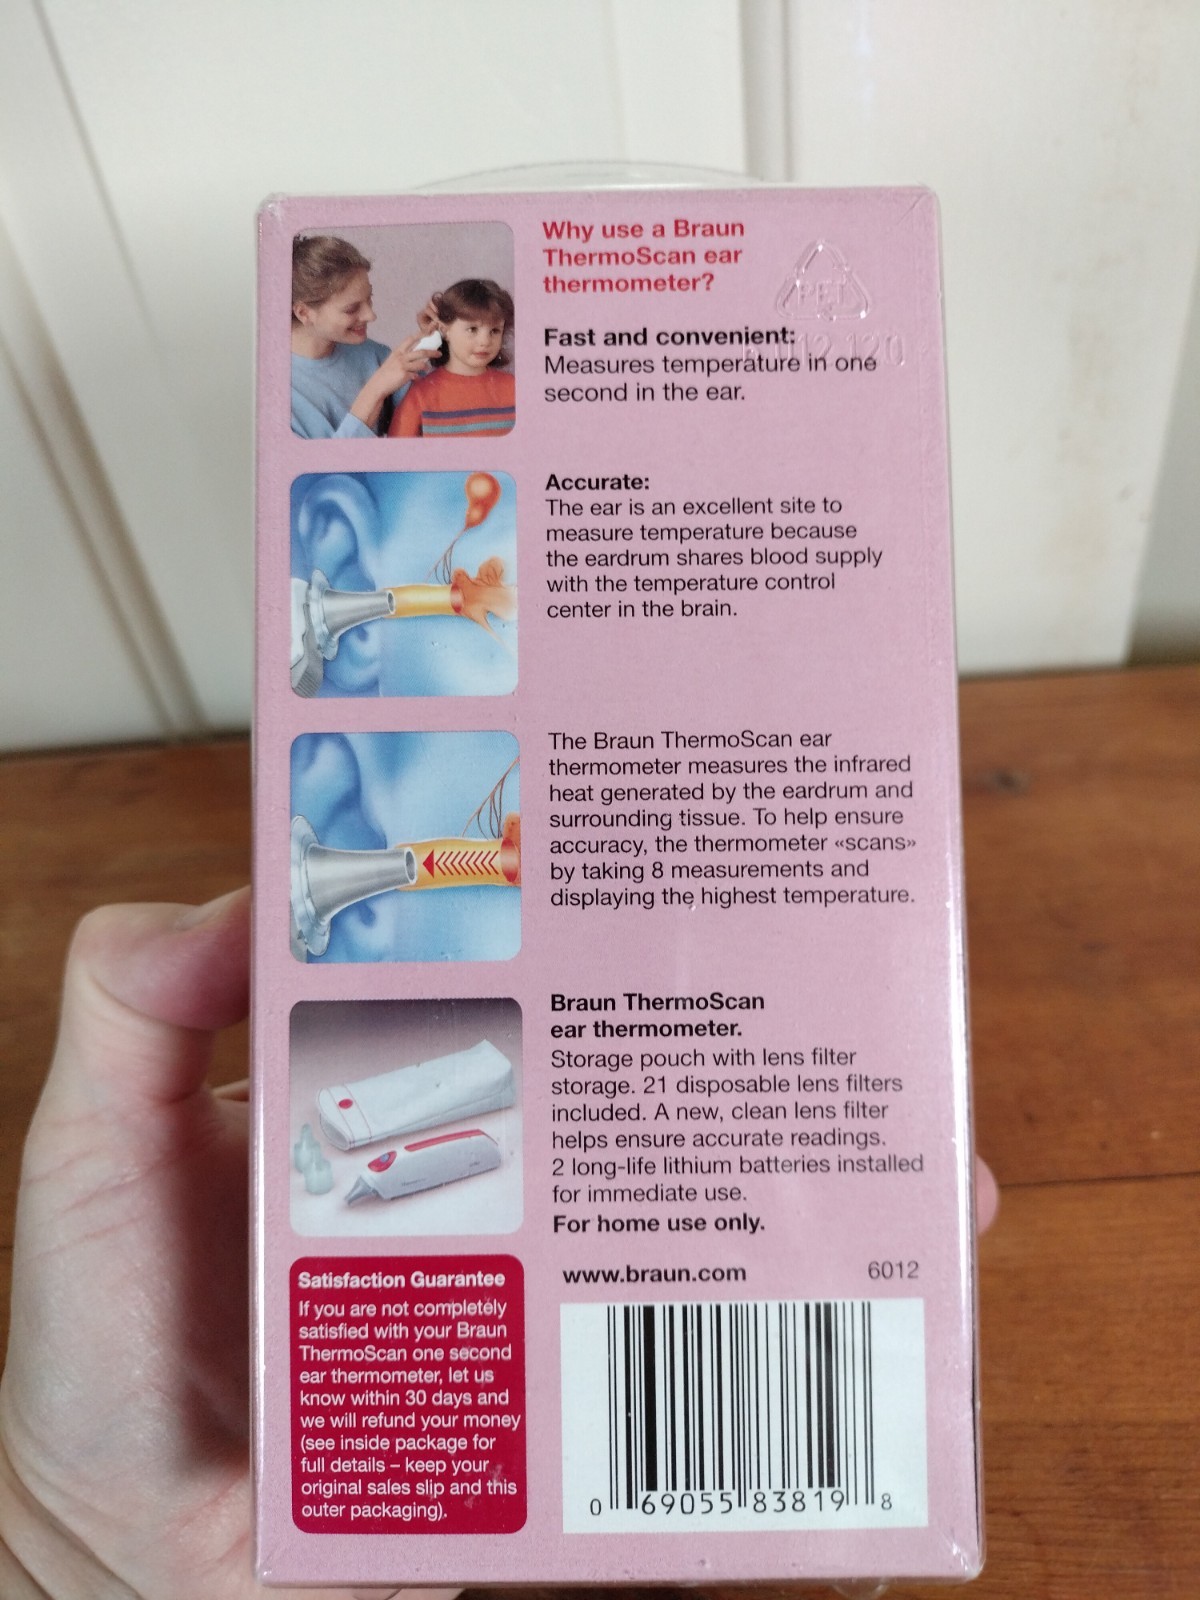 Why use a Braun
ThermoScan ear
thermometer?
PET
Fast and convenient:
Measures temperature in one
second in the ear.
Accurate:
The ear is an excellent site to
measure temperature because
the eardrum shares blood supply
with the temperature control
center in the brain.
The Braun ThermoScan ear
thermometer measures the infrared
heat generated by the eardrum and
surrounding tissue. To help ensure
accuracy, the thermometer «scans»
by taking 8 measurements and
displaying the highest temperature.
Braun ThermoScan
ear thermometer.
Storage pouch with lens filter
storage. 21 disposable lens filters
included. A new, clean lens filter
helps ensure accurate readings.
2 long-life lithium batteries installed
for immediate use.
For home use only.
Satisfaction Guarantee
If you are not completely
satisfied with your Braun
ThermoScan one second
ear thermometer, let us
know within 30 days and
we will refund your money
(see inside package for
full details – keep your
original sales slip and this
outer packaging).
www.braun.com 6012
0 69055 83819 8